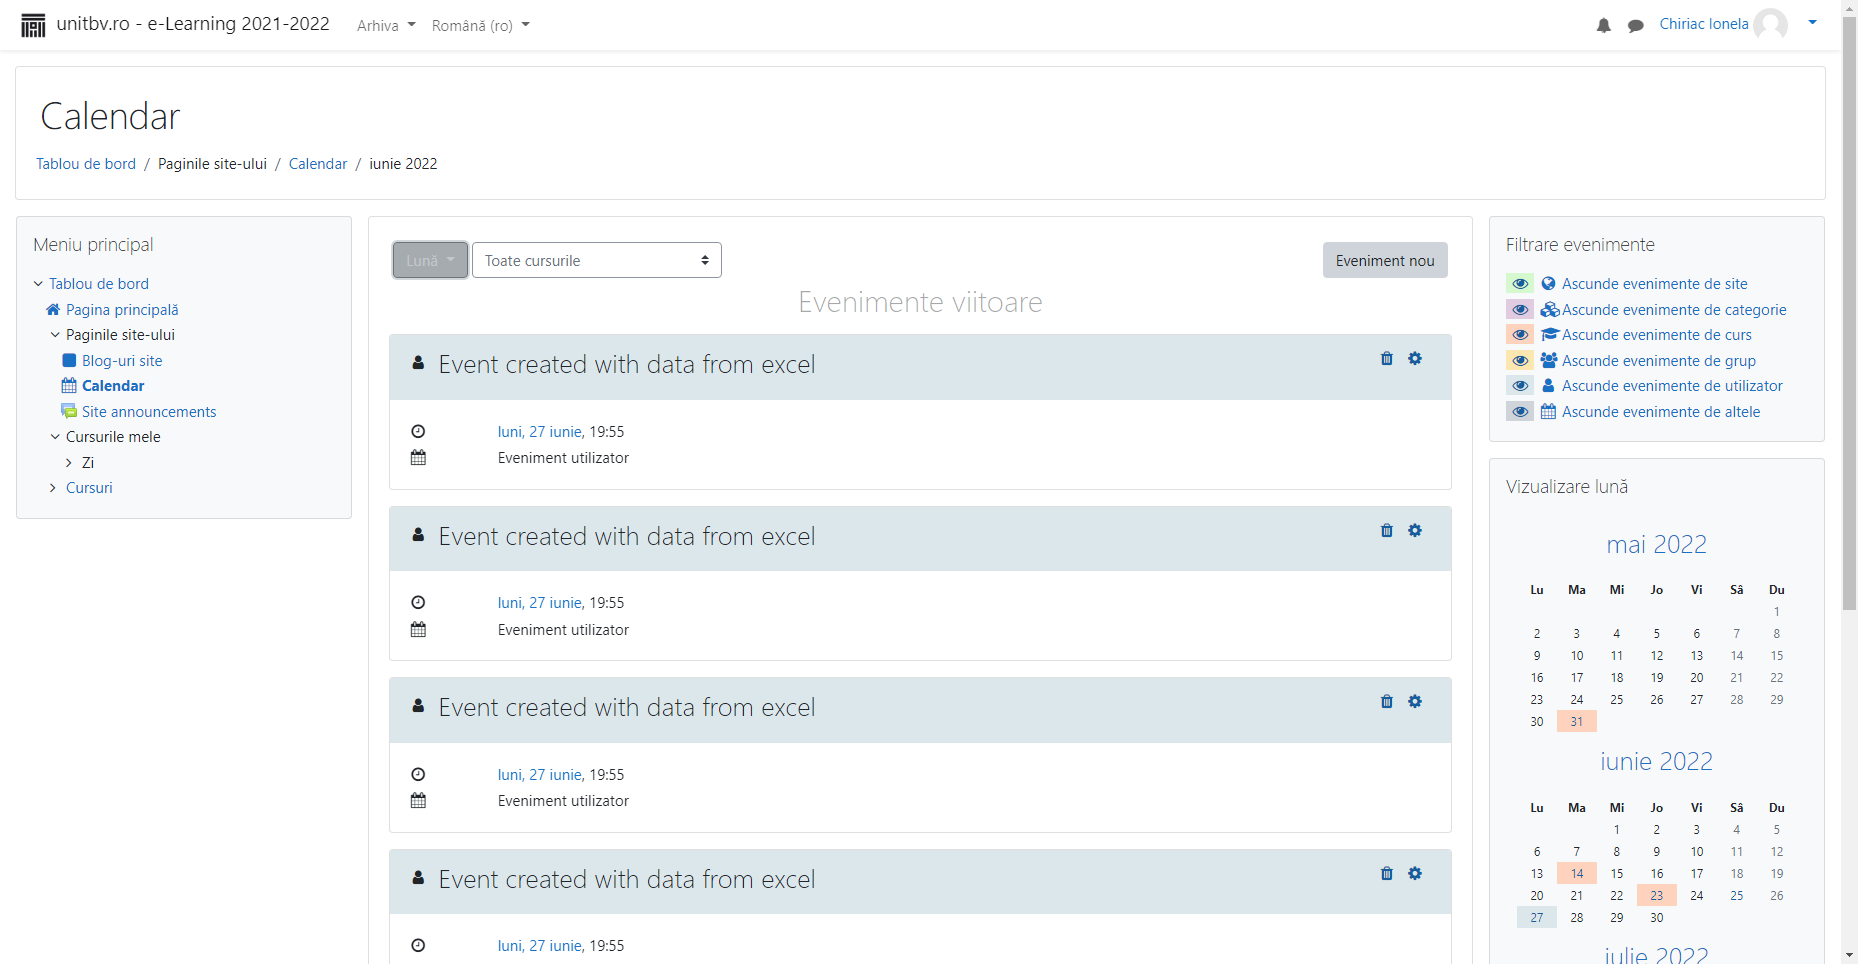 unitbv.ro - e-Learning 2021-2022
Arhiva
Română (ro)
Chiriac Ionela
Calendar
Tablou de bord / Paginile site-ului / Calendar / iunie 2022
Meniu principal
Tablou de bord
Pagina principală
Paginile site-ului
Blog-uri site
Calendar
Site announcements
Cursurile mele
Zi
Cursuri
Lună
Toate cursurile
Eveniment nou
Evenimente viitoare
Event created with data from excel
luni, 27 iunie, 19:55
Eveniment utilizator
Event created with data from excel
luni, 27 iunie, 19:55
Eveniment utilizator
Event created with data from excel
luni, 27 iunie, 19:55
Eveniment utilizator
Event created with data from excel
luni, 27 iunie, 19:55
Filtrare evenimente
Ascunde evenimente de site
Ascunde evenimente de categorie
Ascunde evenimente de curs
Ascunde evenimente de grup
Ascunde evenimente de utilizator
Ascunde evenimente de altele
Vizualizare lună
mai 2022
Lu Ma Mi Jo Vi Sâ Du
1
2 3 4 5 6 7 8
9 10 11 12 13 14 15
16 17 18 19 20 21 22
23 24 25 26 27 28 29
30 31
iunie 2022
Lu Ma Mi Jo Vi Sâ Du
1 2 3 4 5
6 7 8 9 10 11 12
13 14 15 16 17 18 19
20 21 22 23 24 25 26
27 28 29 30
iulie 2022